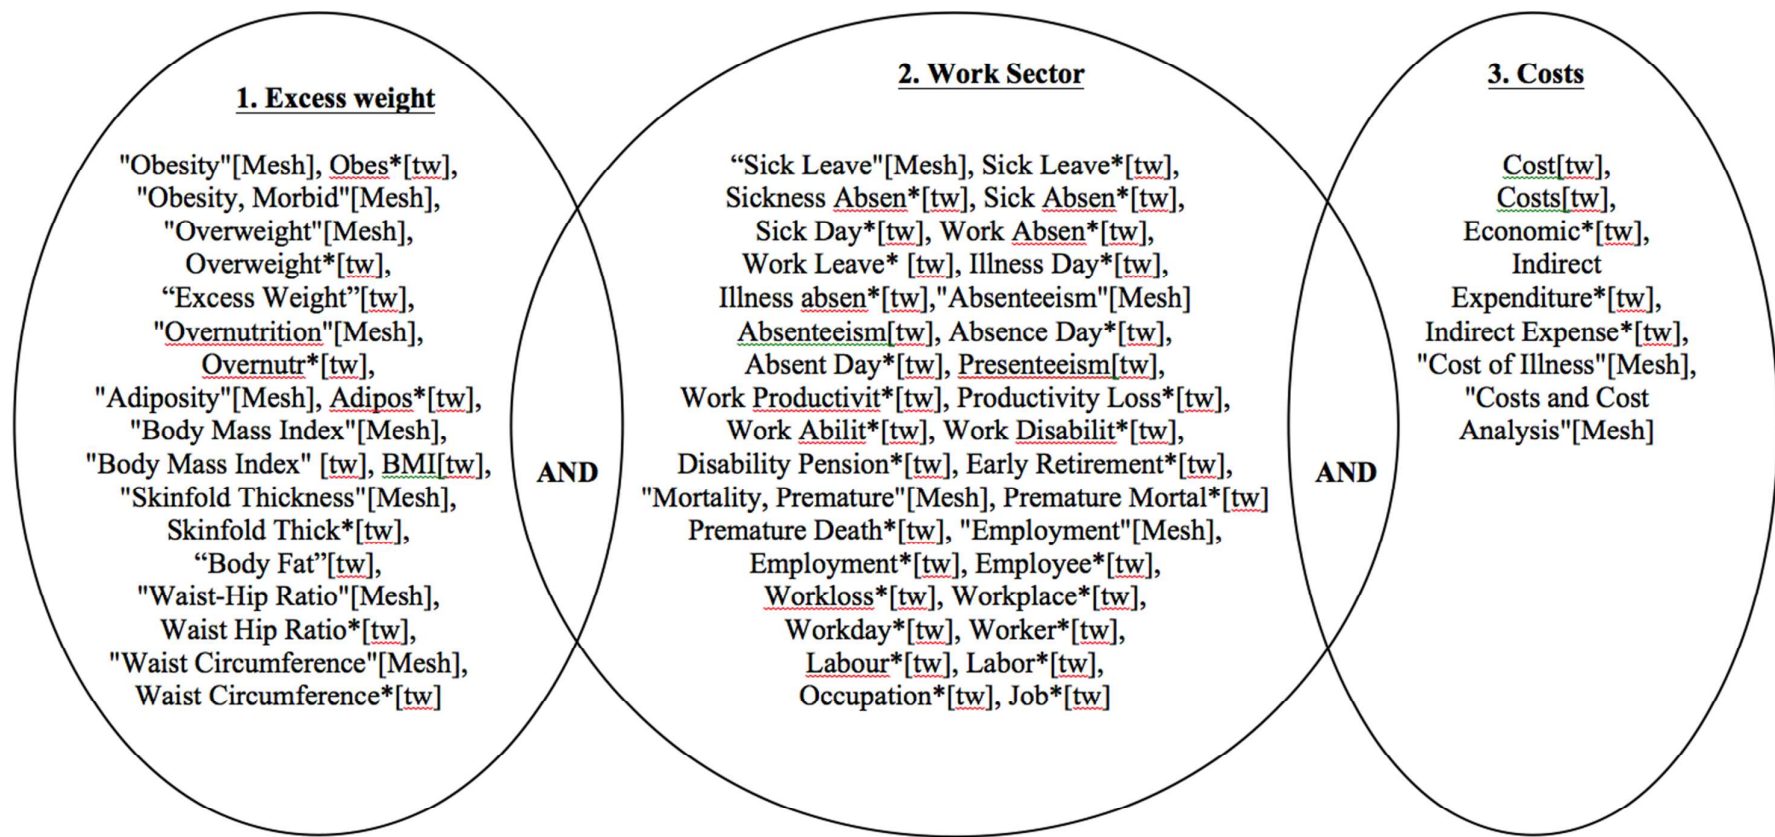 1. Excess weight
"Obesity"[Mesh], Obes*[tw],
"Obesity, Morbid"[Mesh],
"Overweight"[Mesh],
Overweight*[tw],
“Excess Weight”[tw],
"Overnutrition"[Mesh],
Overnutr*[tw],
"Adiposity"[Mesh], Adipos*[tw],
"Body Mass Index"[Mesh],
"Body Mass Index" [tw], BMI[tw],
"Skinfold Thickness"[Mesh],
Skinfold Thick*[tw],
“Body Fat”[tw],
"Waist-Hip Ratio"[Mesh],
Waist Hip Ratio*[tw],
"Waist Circumference"[Mesh],
Waist Circumference*[tw]
AND
2. Work Sector
“Sick Leave"[Mesh], Sick Leave*[tw],
Sickness Absen*[tw], Sick Absen*[tw],
Sick Day*[tw], Work Absen*[tw],
Work Leave* [tw], Illness Day*[tw],
Illness absen*[tw],"Absenteeism"[Mesh]
Absenteeism[tw], Absence Day*[tw],
Absent Day*[tw], Presenteeism[tw],
Work Productivit*[tw], Productivity Loss*[tw],
Work Abilit*[tw], Work Disabilit*[tw],
Disability Pension*[tw], Early Retirement*[tw],
"Mortality, Premature"[Mesh], Premature Mortal*[tw]
Premature Death*[tw], "Employment"[Mesh],
Employment*[tw], Employee*[tw],
Workloss*[tw], Workplace*[tw],
Workday*[tw], Worker*[tw],
Labour*[tw], Labor*[tw],
Occupation*[tw], Job*[tw]
AND
3. Costs
Cost[tw],
Costs[tw],
Economic*[tw],
Indirect
Expenditure*[tw],
Indirect Expense*[tw],
"Cost of Illness"[Mesh],
"Costs and Cost
Analysis"[Mesh]